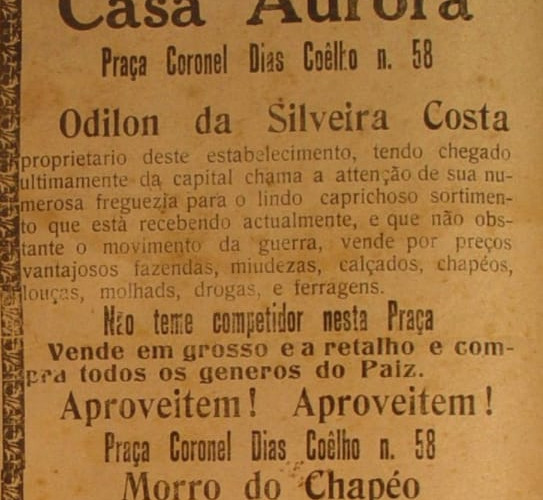 Casa Aurora
Praça Coronel Dias Coêlho n. 58
Odilon da Silveira Costa
proprietario deste estabelecimento, tendo chegado
ultimamente da capital chama a attenção de sua nu-
merosa freguezia para o lindo caprichoso sortimen-
to que está recebendo actualmente, e que não obs-
tante o movimento da guerra, vende por preços
vantajosos fazendas, miudezas, calçados, chapéos,
louças, molhads, drogas, e ferragens.
Não teme competidor nesta Praça
Vende em grosso e a retalho e com-
pra todos os generos do Paiz.
Aproveitem! Aproveitem!
Praça Coronel Dias Coêlho n. 58
Morro do Chapéo